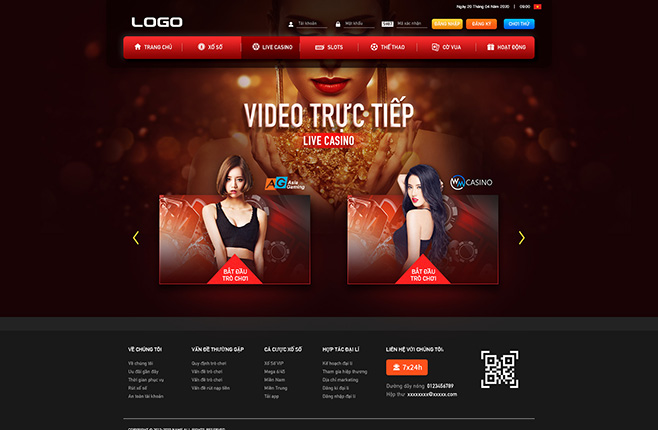 Ngày 20 Tháng 04 Năm 2030 | 09:00
LOGO
Tài khoản
Mật khẩu
Mã xác nhận
ĐĂNG NHẬP
ĐĂNG KÝ
CHƠI THỬ
TRANG CHỦ
XỔ SỐ
LIVE CASINO
SLOTS
THỂ THAO
CỜ VUA
HOẠT ĐỘNG
VIDEO TRỰC TIẾP
LIVE CASINO
AG Asia Gaming
CASINO
BẮT ĐẦU
TRÒ CHƠI
BẮT ĐẦU
TRÒ CHƠI
VỀ CHÚNG TÔI
Về chúng tôi
Ưu đãi gần đây
Thời gian phục vụ
Rút xổ số
An toàn tài khoản
VẤN ĐỀ THƯỜNG GẶP
Quy định trò chơi
Vấn đề trò chơi
Vấn đề trò chơi
Vấn đề rút nạp tiền
CÁ CƯỢC XỔ SỐ
Xổ Số VIP
Mega 6/45
Miền Nam
Miền Trung
Tải app
HỢP TÁC ĐẠI LÍ
Kế hoạch đại lí
Tham gia hiệp thương
Địa chỉ marketing
Đăng kí đại lí
Đăng nhập đại lí
LIÊN HỆ VỚI CHÚNG TÔI
7x24h
Đường dây nóng 0123456789
Hộp thư xxxxxxxx@xxxxx.com